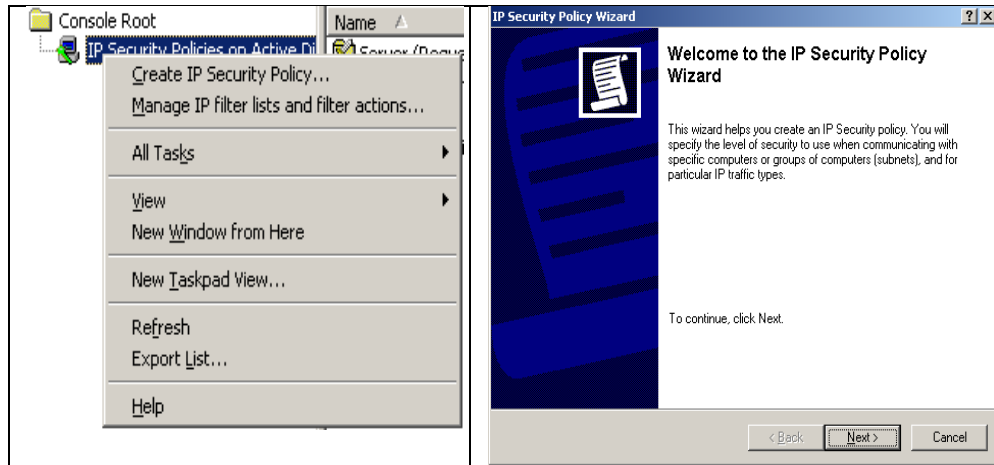 Console Root
Name
IP Security Policies on Active Di
Server (Reque
Create IP Security Policy...
Manage IP filter lists and filter actions...
All Tasks
View
New Window from Here
New Taskpad View...
Refresh
Export List...
Help
IP Security Policy Wizard
Welcome to the IP Security Policy
Wizard
This wizard helps you create an IP Security policy. You will
specify the level of security to use when communicating with
specific computers or groups of computers (subnets), and for
particular IP traffic types.
To continue, click Next.
< Back
Next >
Cancel